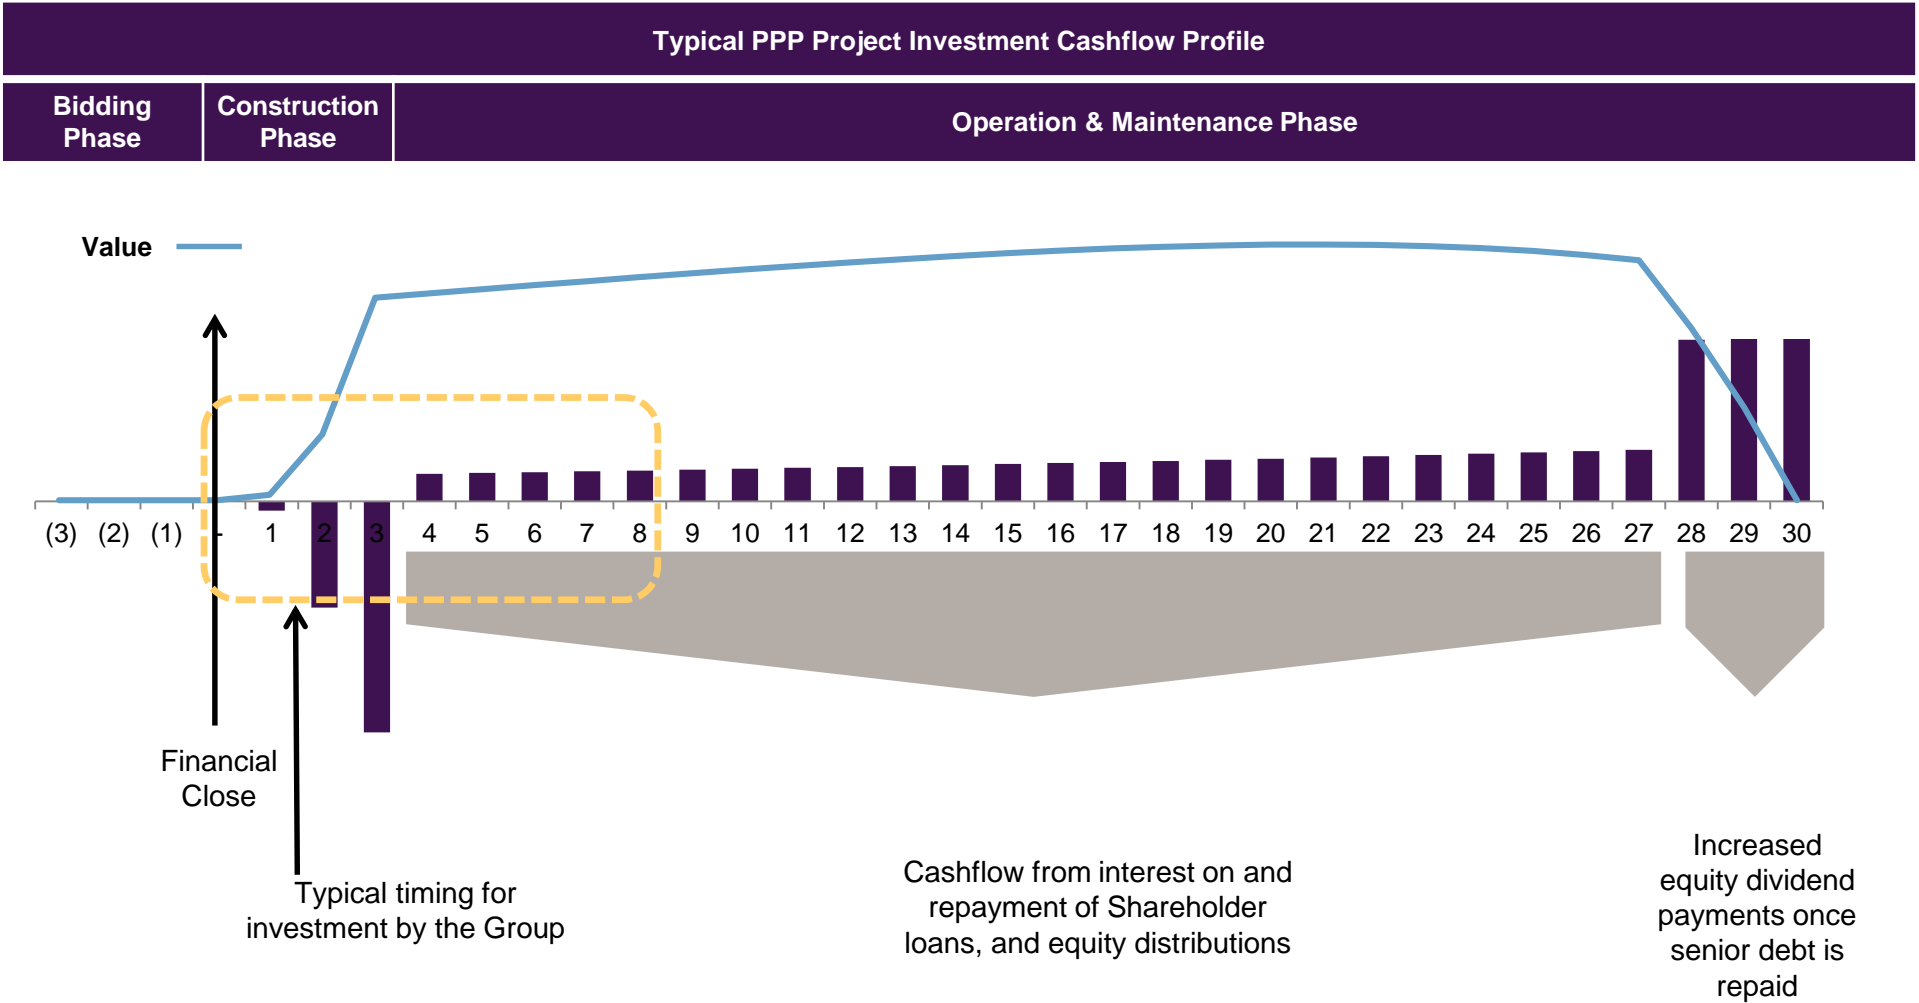 Typical PPP Project Investment Cashflow Profile
Bidding
Phase
Construction
Phase
Operation & Maintenance Phase
Value
(3) (2) (1) - 1 2 3 4 5 6 7 8 9 10 11 12 13 14 15 16 17 18 19 20 21 22 23 24 25 26 27 28 29 30
Financial
Close
Typical timing for
investment by the Group
Cashflow from interest on and
repayment of Shareholder
loans, and equity distributions
Increased
equity dividend
payments once
senior debt is
repaid